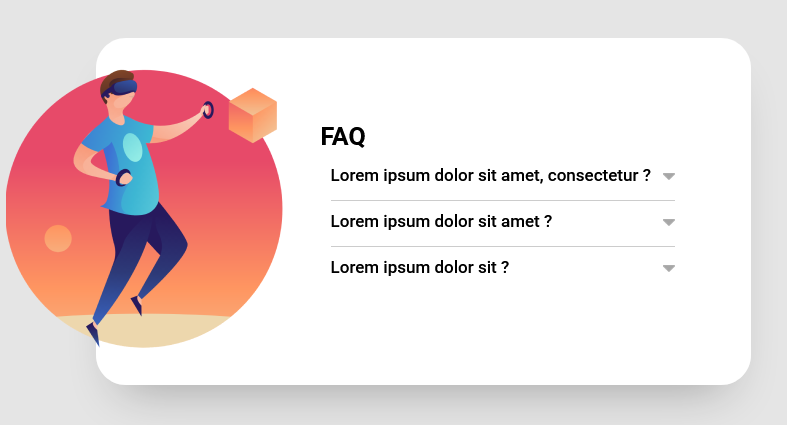 FAQ
Lorem ipsum dolor sit amet, consectetur ?
Lorem ipsum dolor sit amet ?
Lorem ipsum dolor sit ?